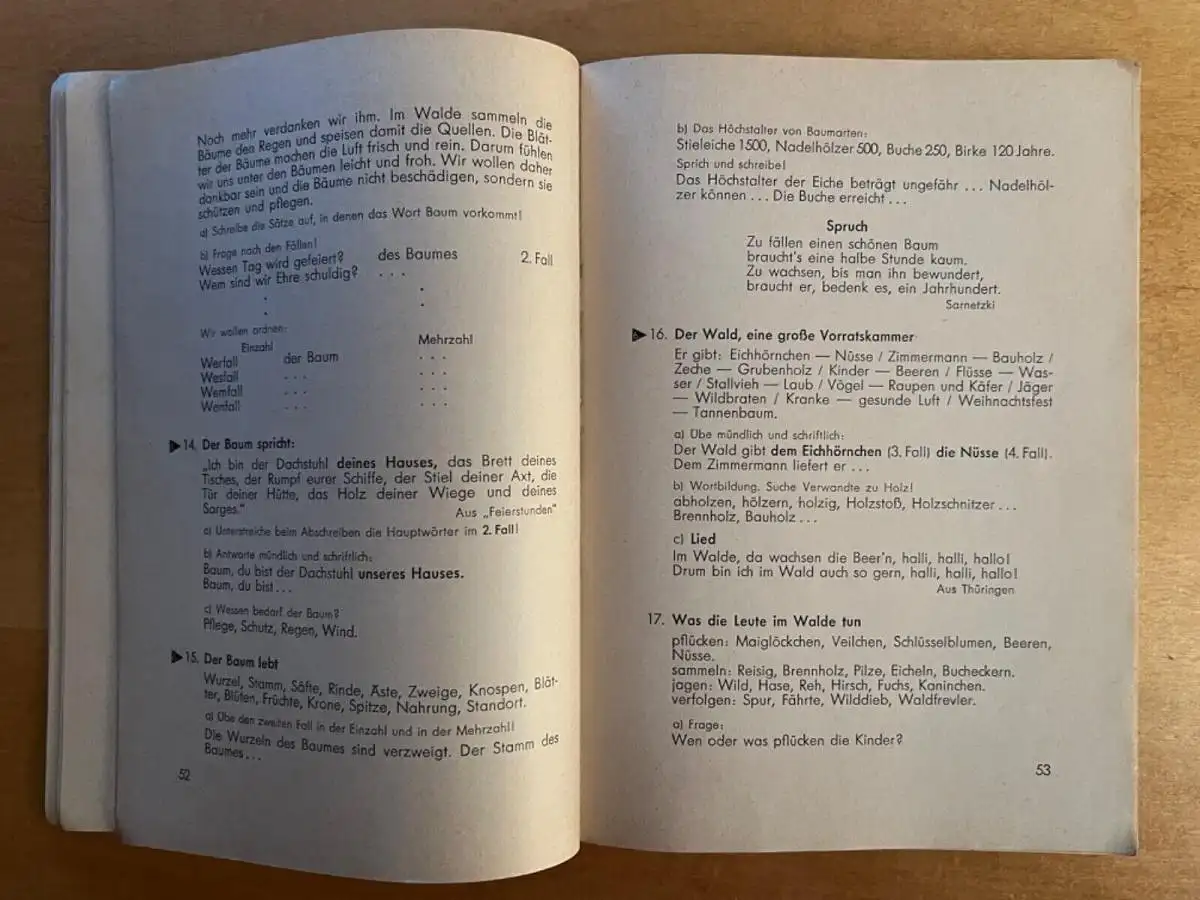 Noch mehr verdanken wir ihm. Im Walde sammeln die
Bäume den Regen und speisen damit die Quellen. Die Blät-
ter der Bäume machen die Luft frisch und rein. Darum fühlen
wir uns unter den Bäumen leicht und froh. Wir wollen daher
dankbar sein und die Bäume nicht beschädigen, sondern sie
schützen und pflegen.
a) Schreibe die Sätze auf, in denen das Wort Baum vorkommt!
b) Frage nach den Fällen!
Wessen Tag wird gefeiert? des Baumes 2. Fall
Wem sind wir Ehre schuldig? . . .
. .
. .
Wir wollen ordnen:
Einzahl Mehrzahl
Werfall der Baum . . .
Wesfall . . . . . .
Wemfall . . . . . .
Wenfall . . . . . .
14. Der Baum spricht:
„Ich bin der Dachstuhl deines Hauses, das Brett deines
Tisches, der Rumpf eurer Schiffe, der Stiel deiner Axt, die
Tür deiner Hütte, das Holz deiner Wiege und deines
Sarges.“ Aus „Feierstunden“
a) Unterstreiche beim Abschreiben die Hauptwörter im 2. Fall!
b) Antworte mündlich und schriftlich:
Baum, du bist der Dachstuhl unseres Hauses.
Baum, du bist . . .
c) Wessen bedarf der Baum?
Pflege, Schutz, Regen, Wind.
15. Der Baum lebt
Wurzel, Stamm, Säfte, Rinde, Äste, Zweige, Knospen, Blät-
ter, Blüten, Früchte, Krone, Spitze, Nahrung, Standort.
a) Übe den zweiten Fall in der Einzahl und in der Mehrzahl!
Die Wurzeln des Baumes sind verzweigt. Der Stamm des
Baumes . . .
52
b) Das Höchstalter von Baumarten:
Stieleiche 1500, Nadelhölzer 500, Buche 250, Birke 120 Jahre.
Sprich und schreibe!
Das Höchstalter der Eiche beträgt ungefähr . . . Nadelhöl-
zer können . . . Die Buche erreicht . . .
Spruch
Zu fällen einen schönen Baum
braucht's eine halbe Stunde kaum.
Zu wachsen, bis man ihn bewundert,
braucht er, bedenk es, ein Jahrhundert.
Sarnetzki
16. Der Wald, eine große Vorratskammer
Er gibt: Eichhörnchen — Nüsse / Zimmermann — Bauholz /
Zeche — Grubenholz / Kinder — Beeren / Flüsse — Was-
ser / Stallvieh — Laub / Vögel — Raupen und Käfer / Jäger
— Wildbraten / Kranke — gesunde Luft / Weihnachtsfest
— Tannenbaum.
a) Übe mündlich und schriftlich:
Der Wald gibt dem Eichhörnchen (3. Fall) die Nüsse (4. Fall).
Dem Zimmermann liefert er . . .
b) Wortbildung. Suche Verwandte zu Holz!
abholzen, hölzern, holzig, Holzstoß, Holzschnitzer . . .
Brennholz, Bauholz . . .
c) Lied
Im Walde, da wachsen die Beer'n, halli, halli, hallo!
Drum bin ich im Wald auch so gern, halli, halli, hallo!
Aus Thüringen
17. Was die Leute im Walde tun
pflücken: Maiglöckchen, Veilchen, Schlüsselblumen, Beeren,
Nüsse.
sammeln: Reisig, Brennholz, Pilze, Eicheln, Bucheckern.
jagen: Wild, Hase, Reh, Hirsch, Fuchs, Kaninchen.
verfolgen: Spur, Fährte, Wilddieb, Waldfrevler.
a) Frage:
Wen oder was pflücken die Kinder?
53